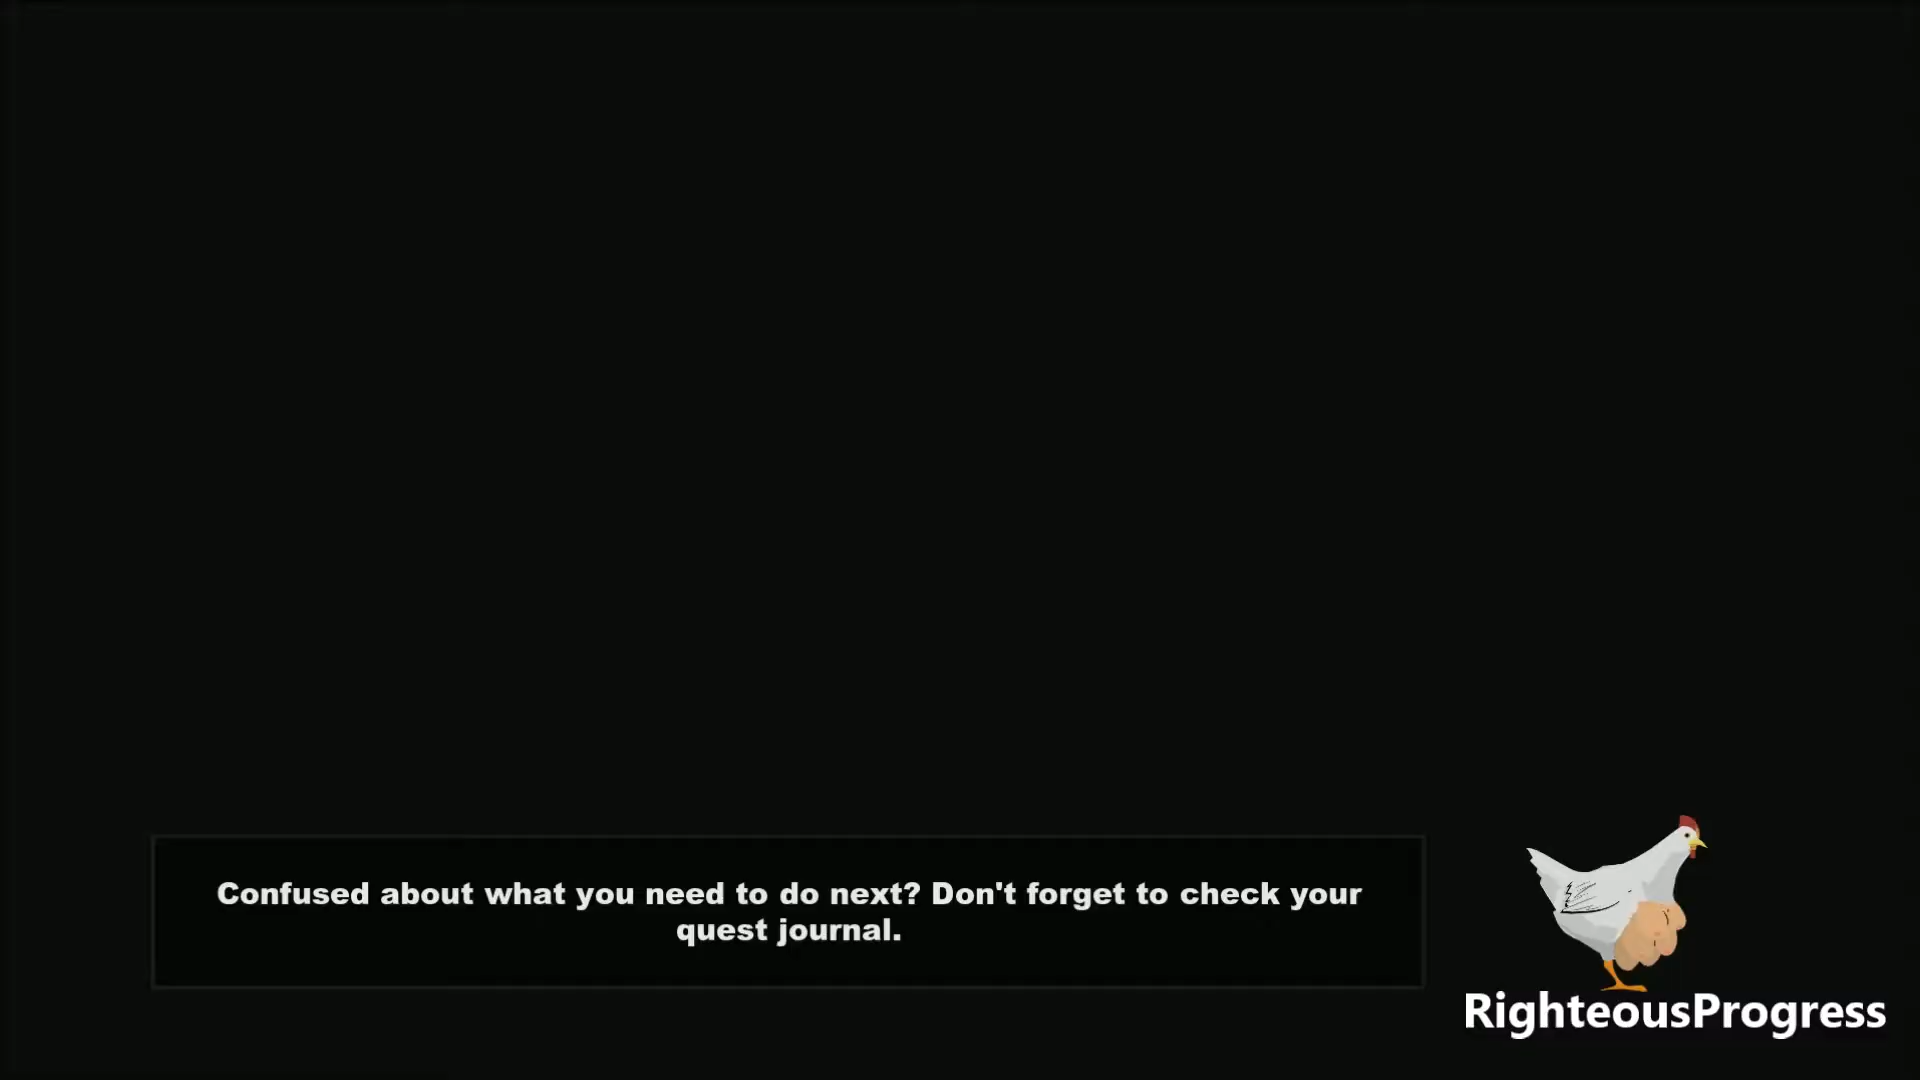 Confused about what you need to do next? Don't forget to check your
quest journal.
RighteousProgress